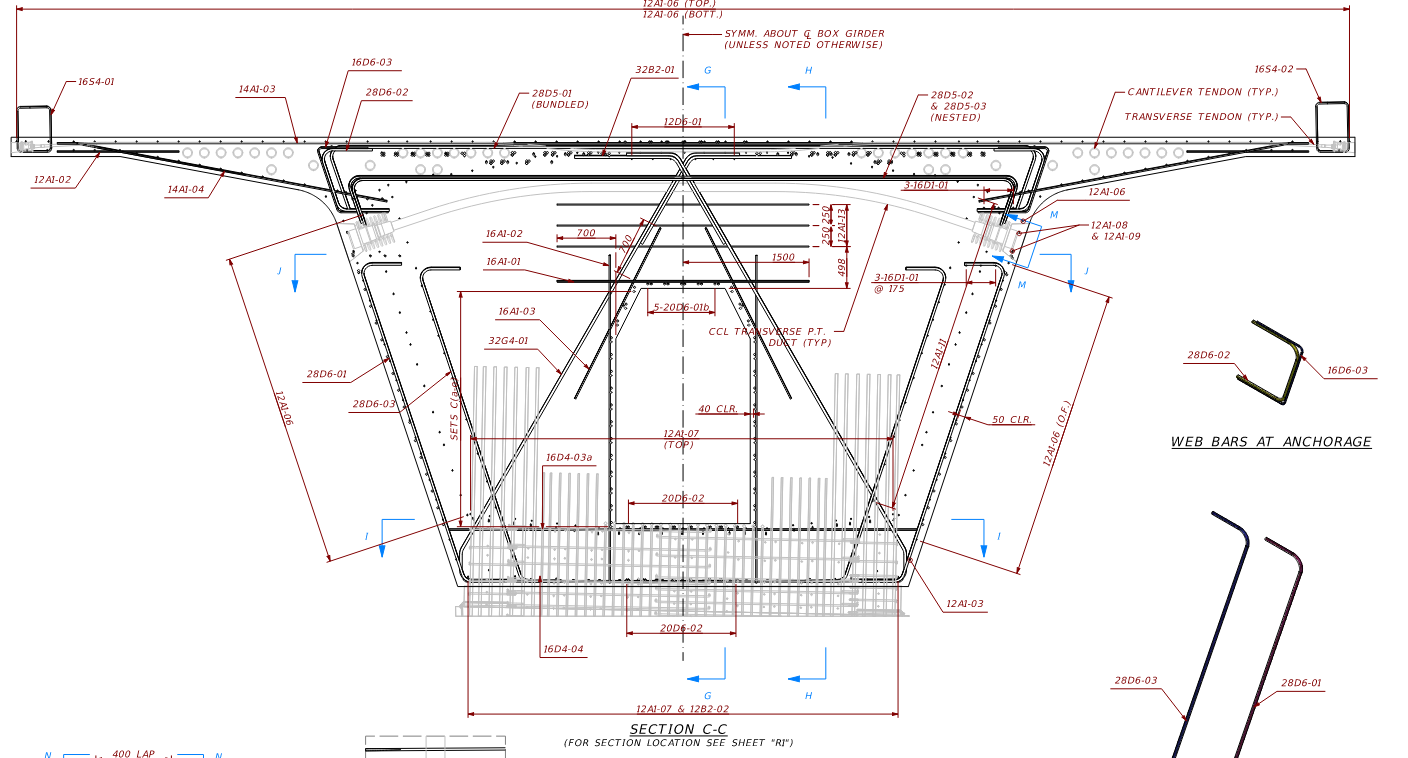 12A1-06 (TOP.)
12A1-06 (BOTT.)
SYMM. ABOUT ℄ BOX GIRDER
(UNLESS NOTED OTHERWISE)
16D6-03
32B2-01
G
H
16S4-02
16S4-01
14A1-03
28D6-02
28D5-01
(BUNDLED)
28D5-02
& 28D5-03
(NESTED)
CANTILEVER TENDON (TYP.)
12D6-01
TRANSVERSE TENDON (TYP.)
12A1-02
14A1-04
3-16D1-01
12A1-06
M
250 250
12A1-13
12A1-08
& 12A1-09
16A1-02
700
700
1500
498
16A1-01
J
J
3-16D1-01
@ 175
M
5-20D6-01b
16A1-03
CCL TRANSVERSE P.T.
DUCT (TYP)
32G4-01
12A1-11
28D6-02
16D6-03
28D6-01
28D6-03
12A1-06
40 CLR.
50 CLR.
12A1-07
(TOP)
12A1-06 (O.F.)
WEB BARS AT ANCHORAGE
16D4-03a
20D6-02
I
I
12A1-03
20D6-02
16D4-04
28D6-03
28D6-01
G
H
12A1-07 & 12B2-02
SECTION C-C
(FOR SECTION LOCATION SEE SHEET "R1")
N
400 LAP
N